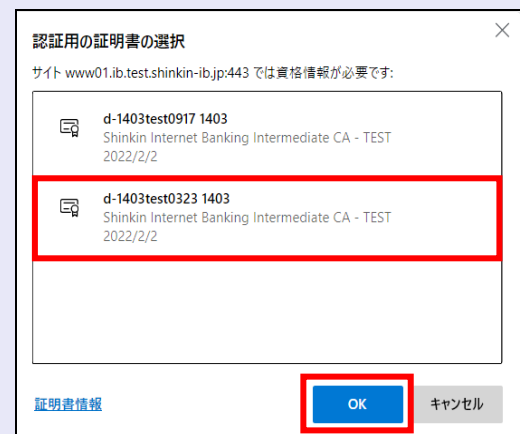 認証用の証明書の選択
サイト www01.ib.test.shinkin-ib.jp:443 では資格情報が必要です:
d-1403test0917 1403
Shinkin Internet Banking Intermediate CA - TEST
2022/2/2
d-1403test0323 1403
Shinkin Internet Banking Intermediate CA - TEST
2022/2/2
証明書情報
OK
キャンセル